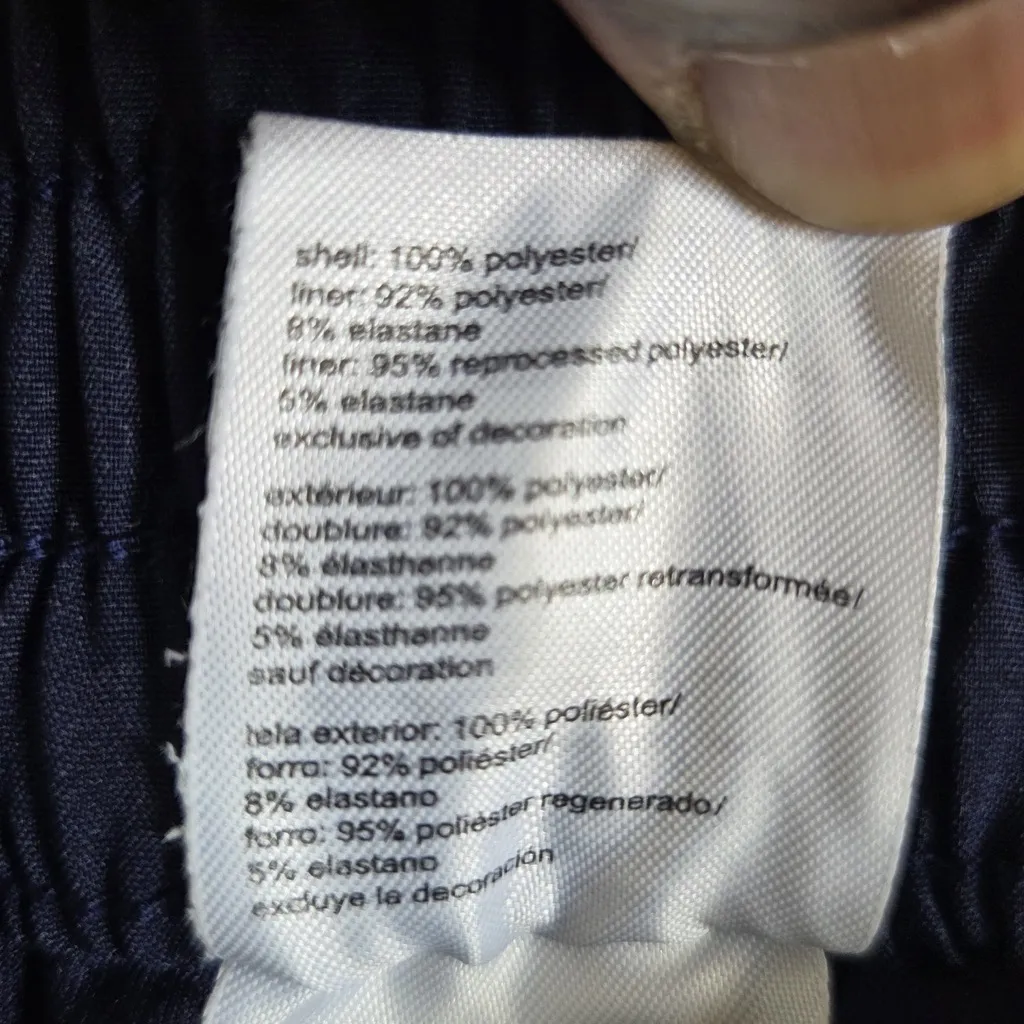 shell: 100% polyester/
liner: 92% polyester/
8% elastane
liner: 95% reprocessed polyester/
5% elastane
exclusive of decoration
extérieur: 100% polyester/
doublure: 92% polyester/
8% élasthanne
doublure: 95% polyester retransformée/
5% élasthanne
sauf décoration
tela exterior: 100% poliéster/
forro: 92% poliéster/
8% elastano
forro: 95% poliéster regenerado/
5% elastano
excluye la decoración